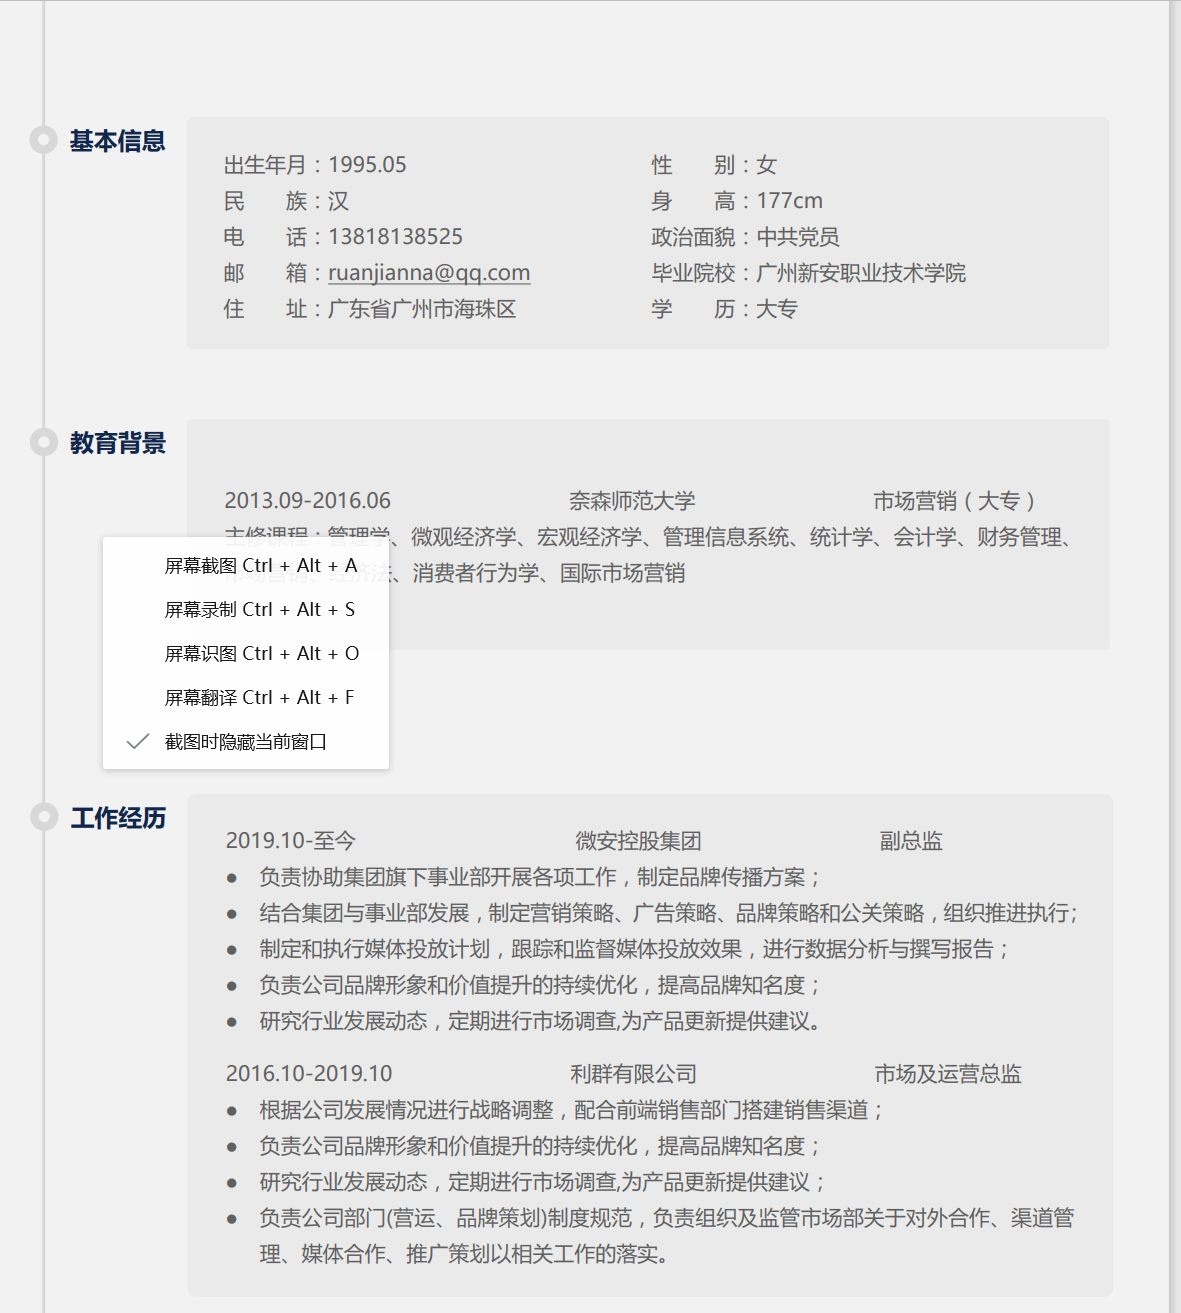 基本信息
出生年月：1995.05 性 别：女
民 族：汉 身 高：177cm
电 话：13818138525 政治面貌：中共党员
邮 箱：ruanjianna@qq.com 毕业院校：广州新安职业技术学院
住 址：广东省广州市海珠区 学 历：大专
教育背景
2013.09-2016.06 奈森师范大学 市场营销（大专）
主修课程：管理学、微观经济学、宏观经济学、管理信息系统、统计学、会计学、财务管理、
市场营销、经济法、消费者行为学、国际市场营销
屏幕截图 Ctrl + Alt + A
屏幕录制 Ctrl + Alt + S
屏幕识图 Ctrl + Alt + O
屏幕翻译 Ctrl + Alt + F
截图时隐藏当前窗口
工作经历
2019.10-至今 微安控股集团 副总监
● 负责协助集团旗下事业部开展各项工作，制定品牌传播方案；
● 结合集团与事业部发展，制定营销策略、广告策略、品牌策略和公关策略，组织推进执行；
● 制定和执行媒体投放计划，跟踪和监督媒体投放效果，进行数据分析与撰写报告；
● 负责公司品牌形象和价值提升的持续优化，提高品牌知名度；
● 研究行业发展动态，定期进行市场调查,为产品更新提供建议。
2016.10-2019.10 利群有限公司 市场及运营总监
● 根据公司发展情况进行战略调整，配合前端销售部门搭建销售渠道；
● 负责公司品牌形象和价值提升的持续优化，提高品牌知名度；
● 研究行业发展动态，定期进行市场调查,为产品更新提供建议；
● 负责公司部门(营运、品牌策划)制度规范，负责组织及监管市场部关于对外合作、渠道管
理、媒体合作、推广策划以相关工作的落实。